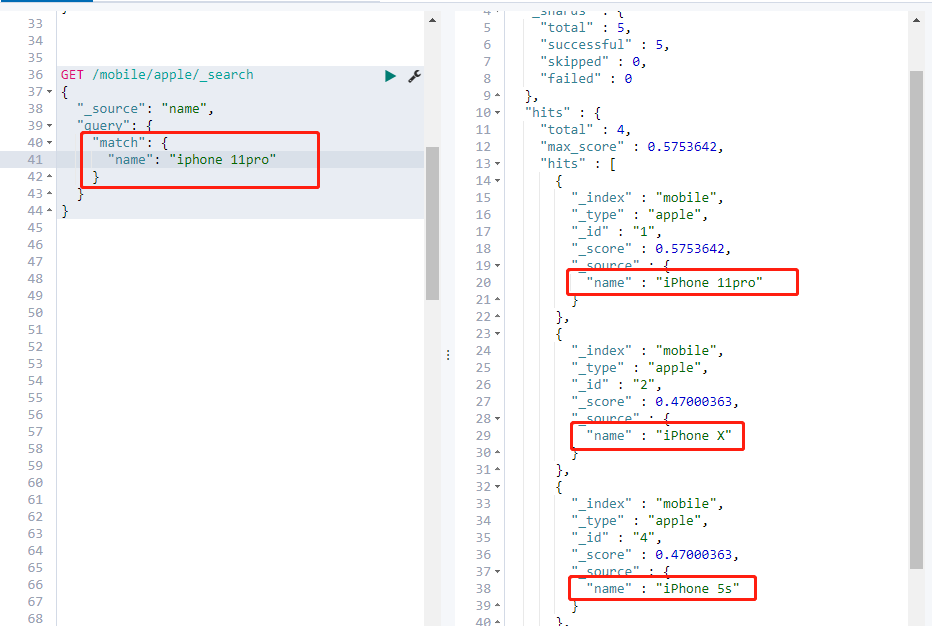 33
34
35
36 GET /mobile/apple/_search
37 {
38 "_source": "name",
39 "query": {
40 "match": {
41 "name": "iphone 11pro"
42 }
43 }
44 }
45
46
47
48
49
50
51
52
53
54
55
56
57
58
59
60
61
62
63
64
65
66
67
68
4 "_shards" : {
5 "total" : 5,
6 "successful" : 5,
7 "skipped" : 0,
8 "failed" : 0
9 },
10 "hits" : {
11 "total" : 4,
12 "max_score" : 0.5753642,
13 "hits" : [
14 {
15 "_index" : "mobile",
16 "_type" : "apple",
17 "_id" : "1",
18 "_score" : 0.5753642,
19 "_source" : {
20 "name" : "iPhone 11pro"
21 }
22 },
23 {
24 "_index" : "mobile",
25 "_type" : "apple",
26 "_id" : "2",
27 "_score" : 0.47000363,
28 "_source" : {
29 "name" : "iPhone X"
30 }
31 },
32 {
33 "_index" : "mobile",
34 "_type" : "apple",
35 "_id" : "4",
36 "_score" : 0.47000363,
37 "_source" : {
38 "name" : "iPhone 5s"
39 }
40 },